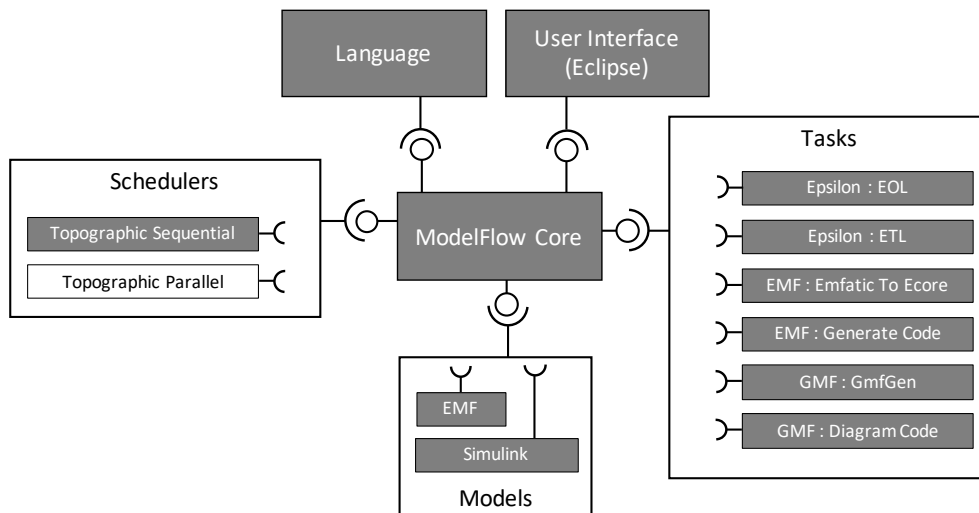 Language
User Interface
(Eclipse)
Schedulers
Topographic Sequential
Topographic Parallel
ModelFlow Core
Tasks
Epsilon : EOL
Epsilon : ETL
EMF : Emfatic To Ecore
EMF : Generate Code
GMF : GmfGen
GMF : Diagram Code
EMF
Simulink
Models